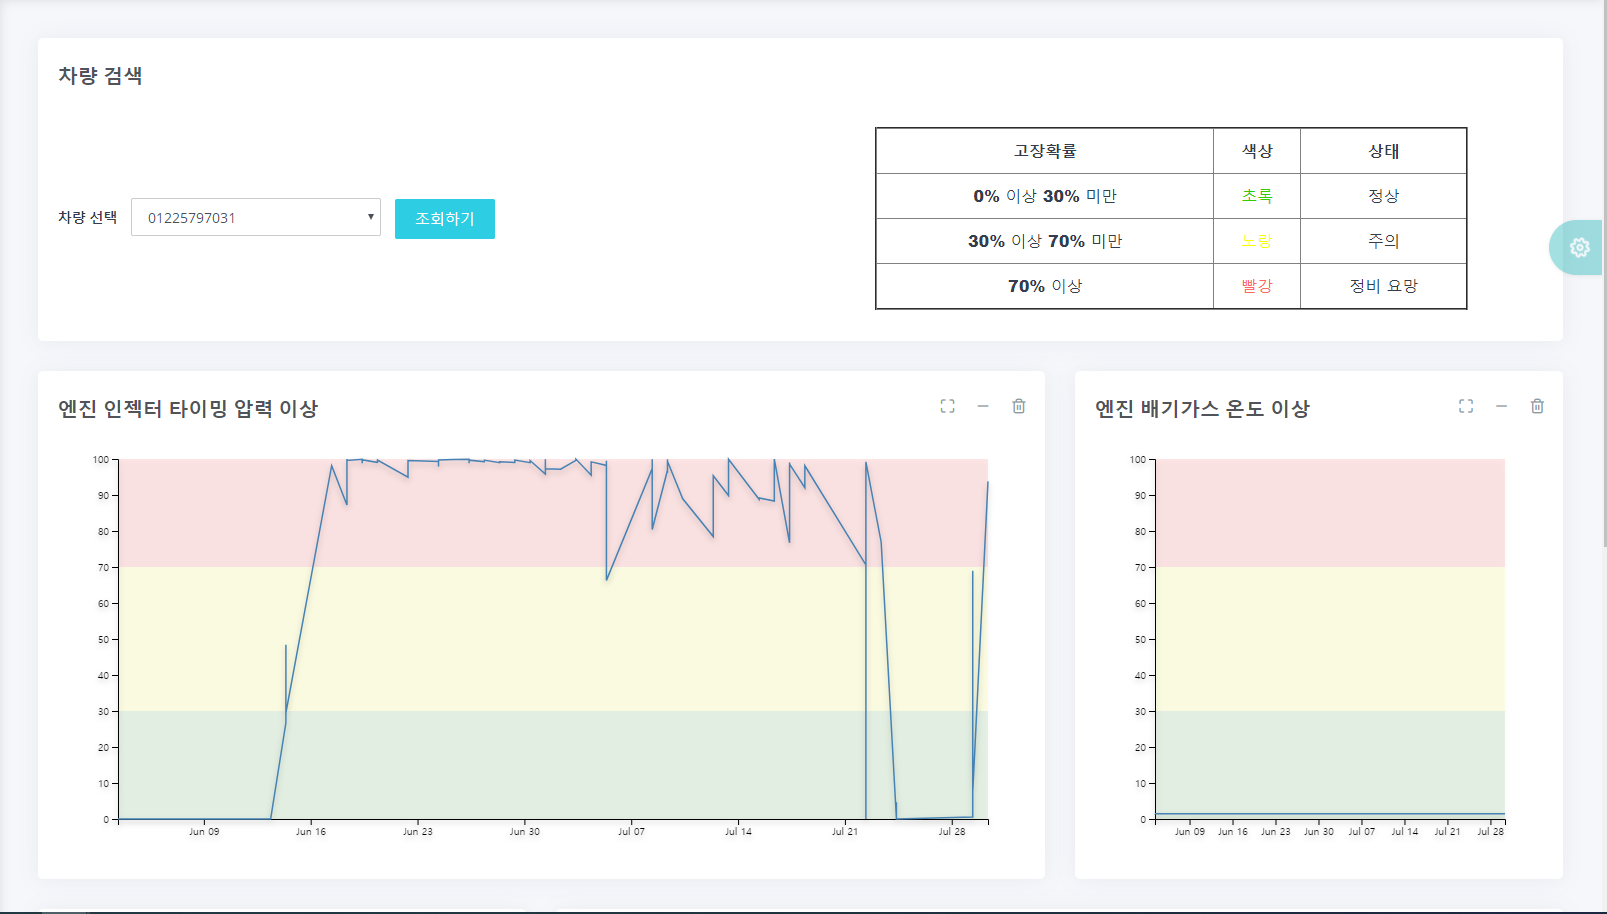 차량 검색
차량 선택
01225797031
조회하기
고장확률 색상 상태
0% 이상 30% 미만 초록 정상
30% 이상 70% 미만 노랑 주의
70% 이상 빨강 정비 요망
엔진 인젝터 타이밍 압력 이상
100
90
80
70
60
50
40
30
20
10
0
Jun 09 Jun 16 Jun 23 Jun 30 Jul 07 Jul 14 Jul 21 Jul 28
엔진 배기가스 온도 이상
100
90
80
70
60
50
40
30
20
10
0
Jun 09 Jun 16 Jun 23 Jun 30 Jul 07 Jul 14 Jul 21 Jul 28